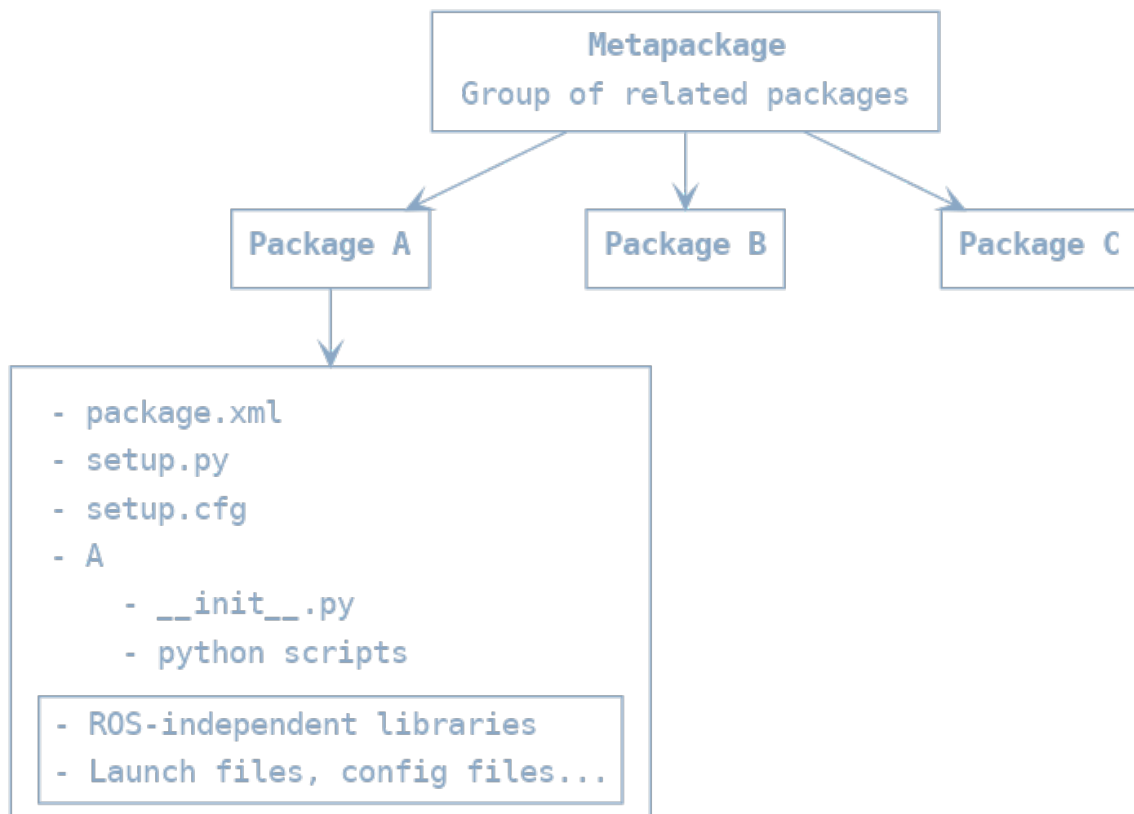 Metapackage
Group of related packages
Package A
Package B
Package C
- package.xml
- setup.py
- setup.cfg
- A
- __init__.py
- python scripts
- ROS-independent libraries
- Launch files, config files...